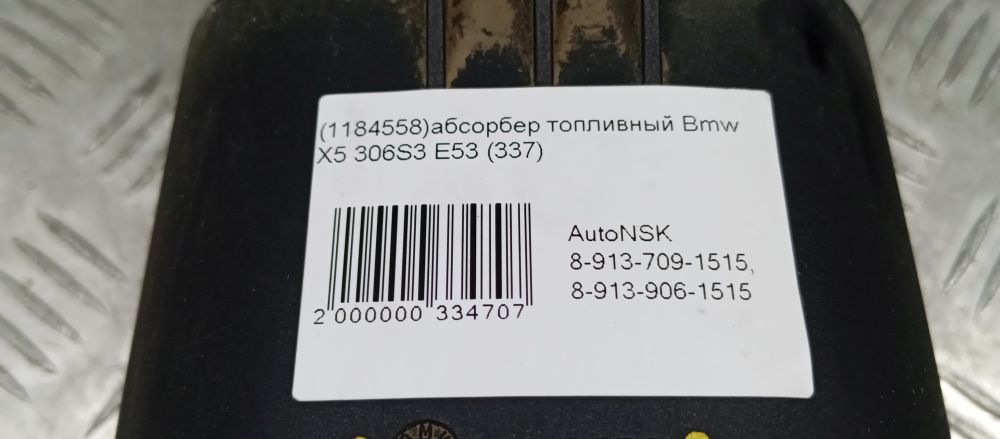 (1184558)абсорбер топливный Bmw
X5 306S3 E53 (337)
AutoNSK
8-913-709-1515,
8-913-906-1515
2 000000 334707